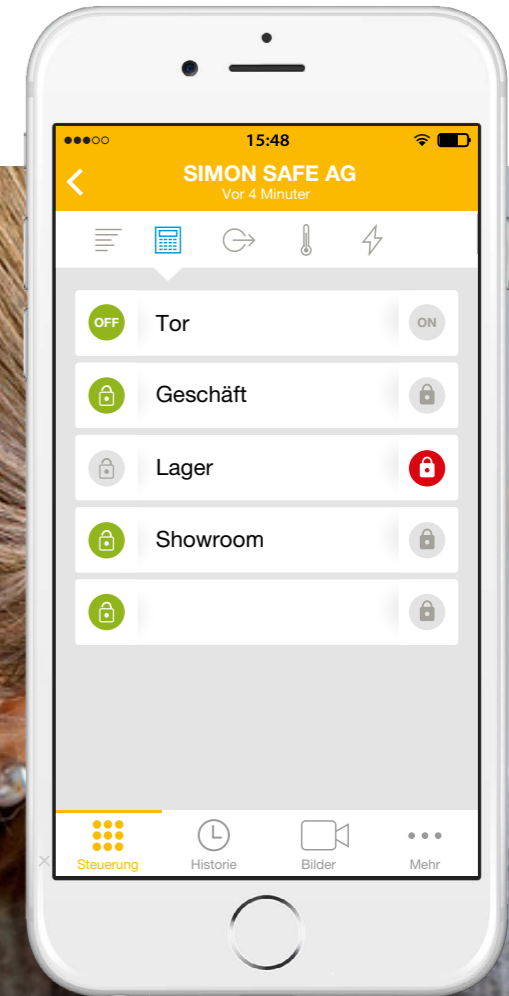 15:48
SIMON SAFE AG
Vor 4 Minuter
OFF Tor ON
Geschäft
Lager
Showroom
Steuerung Historie Bilder Mehr